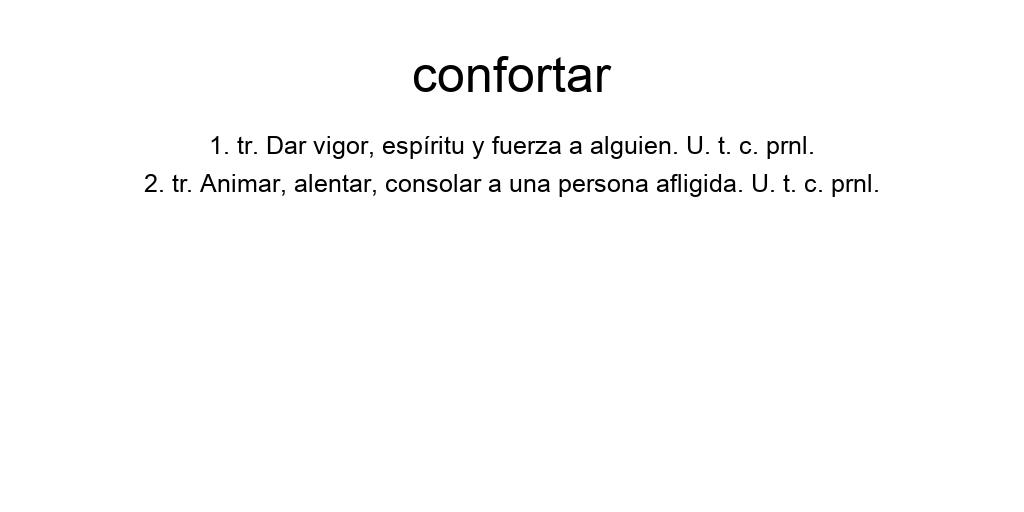 confortar
1. tr. Dar vigor, espíritu y fuerza a alguien. U. t. c. prnl.
2. tr. Animar, alentar, consolar a una persona afligida. U. t. c. prnl.